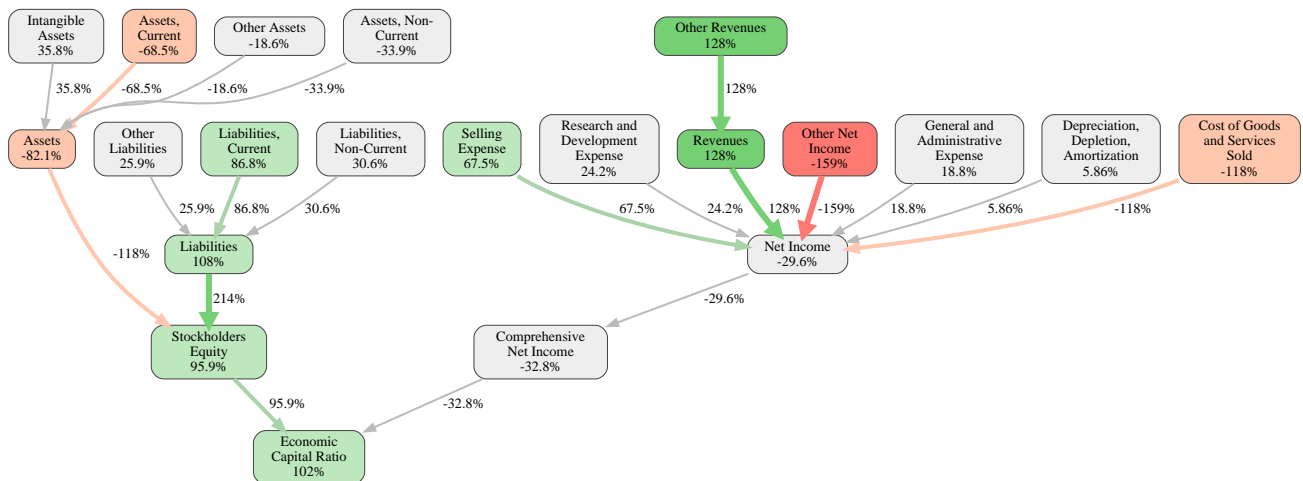 Intangible
Assets
35.8%
Assets,
Current
-68.5%
Other Assets
-18.6%
Assets, Non-
Current
-33.9%
Other Revenues
128%
35.8%
-68.5%
-18.6%
-33.9%
128%
Assets
-82.1%
Other
Liabilities
25.9%
Liabilities,
Current
86.8%
Liabilities,
Non-Current
30.6%
Selling
Expense
67.5%
Research and
Development
Expense
24.2%
Revenues
128%
Other Net
Income
-159%
General and
Administrative
Expense
18.8%
Depreciation,
Depletion,
Amortization
5.86%
Cost of Goods
and Services
Sold
-118%
25.9%
86.8%
30.6%
67.5%
24.2%
128%
-159%
18.8%
5.86%
-118%
-118%
Liabilities
108%
Net Income
-29.6%
214%
-29.6%
Stockholders
Equity
95.9%
Comprehensive
Net Income
-32.8%
95.9%
-32.8%
Economic
Capital Ratio
102%